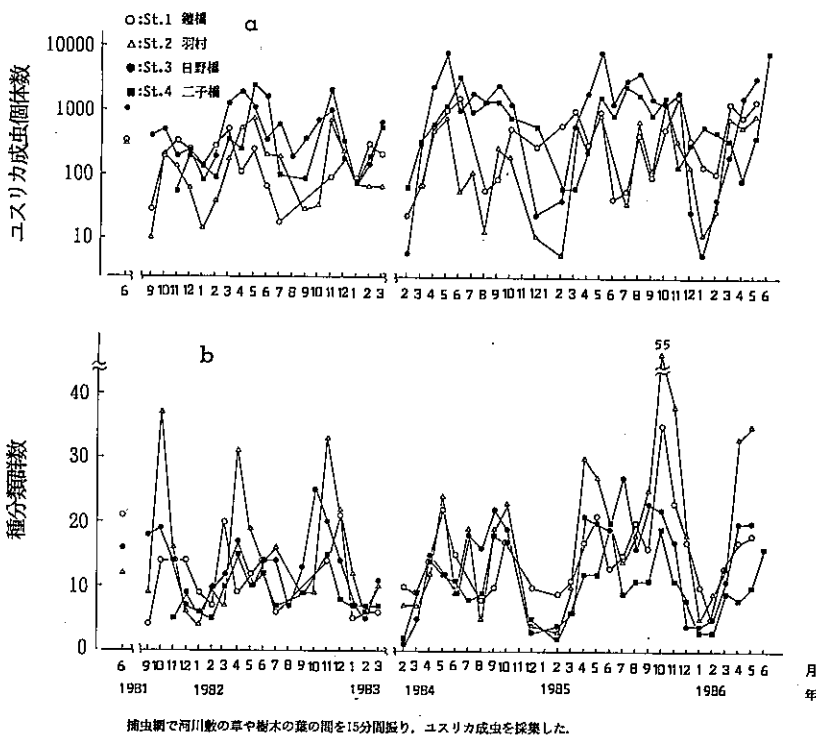 a
○:St.1 鎧橋
△:St.2 羽村
●:St.3 日野橋
■:St.4 二子橋
ユスリカ成虫個体数
10000
1000
100
10
6 9 10 11 12 1 2 3 4 5 6 7 8 9 10 11 12 1 2 3 2 3 4 5 6 7 8 9 10 11 12 1 2 3 4 5 6 7 8 9 10 11 12 1 2 3 4 5 6
b
55
種分類群数
40
30
20
10
0
6 9 10 11 12 1 2 3 4 5 6 7 8 9 10 11 12 1 2 3 2 3 4 5 6 7 8 9 10 11 12 1 2 3 4 5 6 7 8 9 10 11 12 1 2 3 4 5 6 月
1981 1982 1983 1984 1985 1986 年
捕虫網で河川敷の草や樹木の葉の間を15分間振り，ユスリカ成虫を採集した．